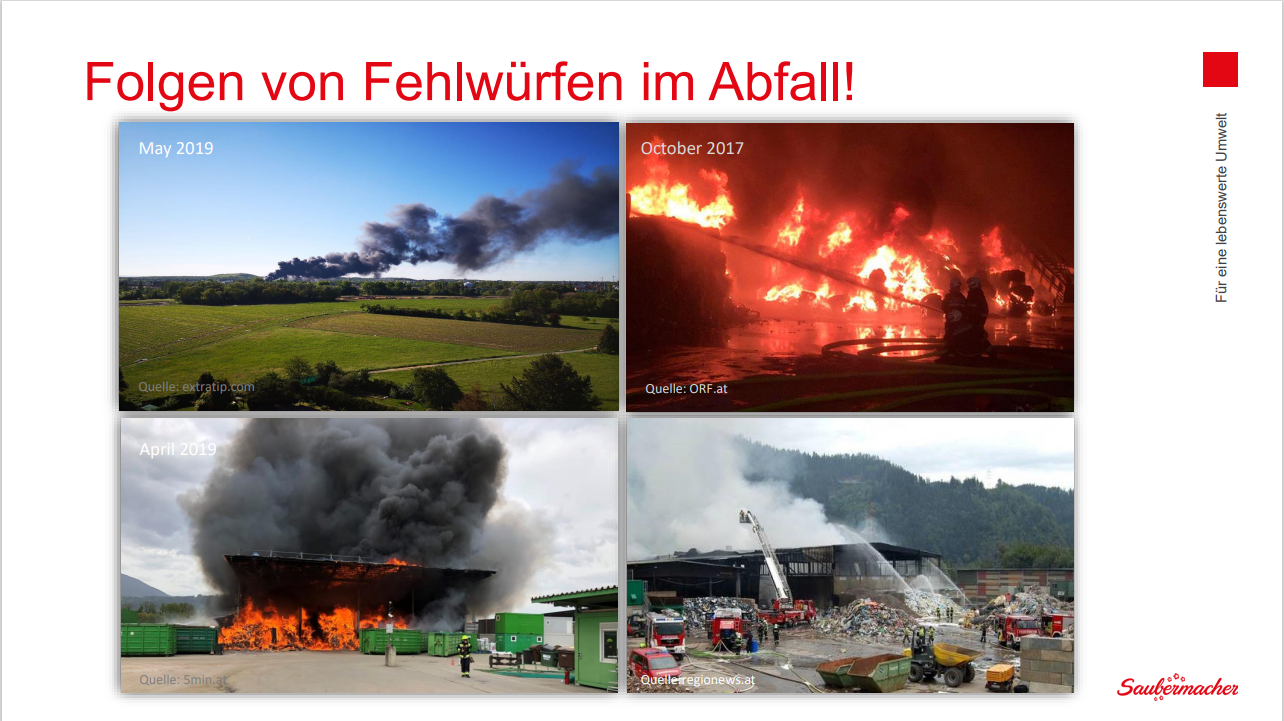 Folgen von Fehlwürfen im Abfall!
Für eine lebenswerte Umwelt
May 2019
October 2017
Quelle: extratip.com
Quelle: ORF.at
April 2019
Quelle: 5min.at
Quelle:regionews.at
Saubermacher